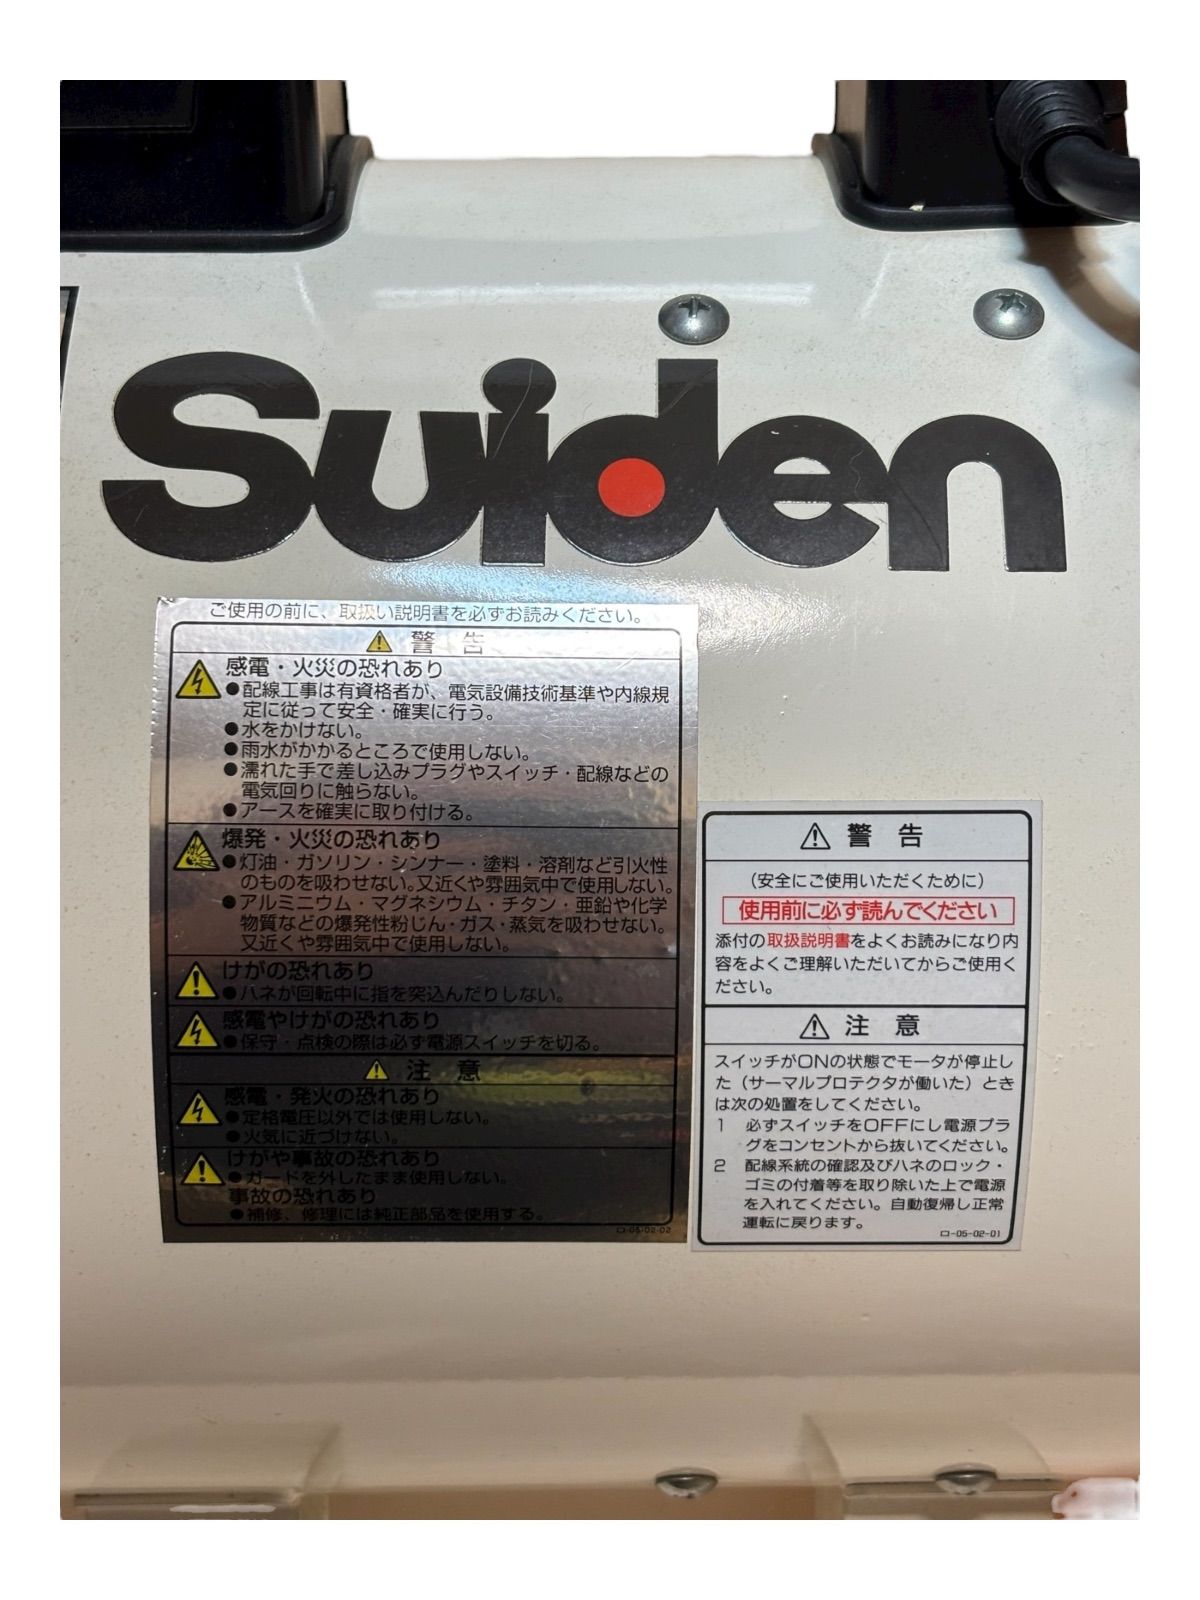 Suiden
ご使用の前に、取扱い説明書を必ずお読みください。
警 告
感電・火災の恐れあり
●配線工事は有資格者が、電気設備技術基準や内線規
定に従って安全・確実に行う。
●水をかけない。
●雨水がかかるところで使用しない。
●濡れた手で差し込みプラグやスイッチ・配線などの
電気回りに触らない。
●アースを確実に取り付ける。
爆発・火災の恐れあり
●灯油・ガソリン・シンナー・塗料・溶剤など引火性
のものを吸わせない。又近くや雰囲気中で使用しない。
●アルミニウム・マグネシウム・チタン・亜鉛や化学
物質などの爆発性粉じん・ガス・蒸気を吸わせない。
又近くや雰囲気中で使用しない。
けがの恐れあり
●ハネが回転中に指を突込んだりしない。
感電やけがの恐れあり
●保守・点検の際は必ず電源スイッチを切る。
注 意
感電・発火の恐れあり
●定格電圧以外では使用しない。
●火気に近づけない。
けがや事故の恐れあり
●ガードを外したまま使用しない。
事故の恐れあり
●補修、修理には純正部品を使用する。
ロ-05-02-02
警 告
(安全にご使用いただくために)
使用前に必ず読んでください
添付の取扱説明書をよくお読みになり内
容をよくご理解いただいてからご使用く
ださい。
注 意
スイッチがONの状態でモータが停止し
た（サーマルプロテクタが働いた）とき
は次の処置をしてください。
1 必ずスイッチをOFFにし電源プラ
グをコンセントから抜いてください。
2 配線系統の確認及びハネのロック・
ゴミの付着等を取り除いた上で電源
を入れてください。自動復帰し正常
運転に戻ります。
ロ-05-02-01